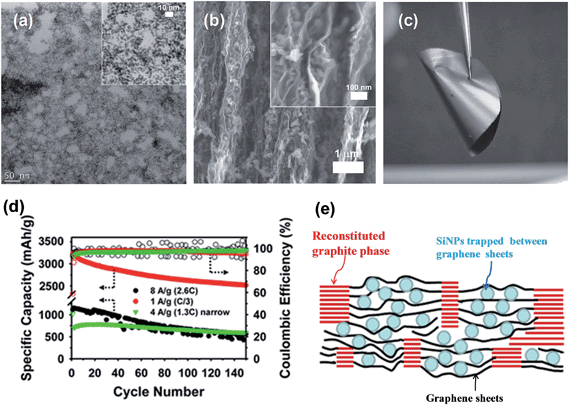 (a)
10 nm
50 nm
(b)
100 nm
1 μm
(c)
(d)
Specific Capacity (mAh/g)
3500
3000
2500
1000
500
0
8 A/g (2.6C)
1 A/g (C/3)
4 A/g (1.3C) narrow
0 20 40 60 80 100 120 140
Cycle Number
100
80
60
40
20
0
Coulombic Efficiency (%)
(e)
Reconstituted
graphite phase
SiNPs trapped between
graphene sheets
Graphene sheets